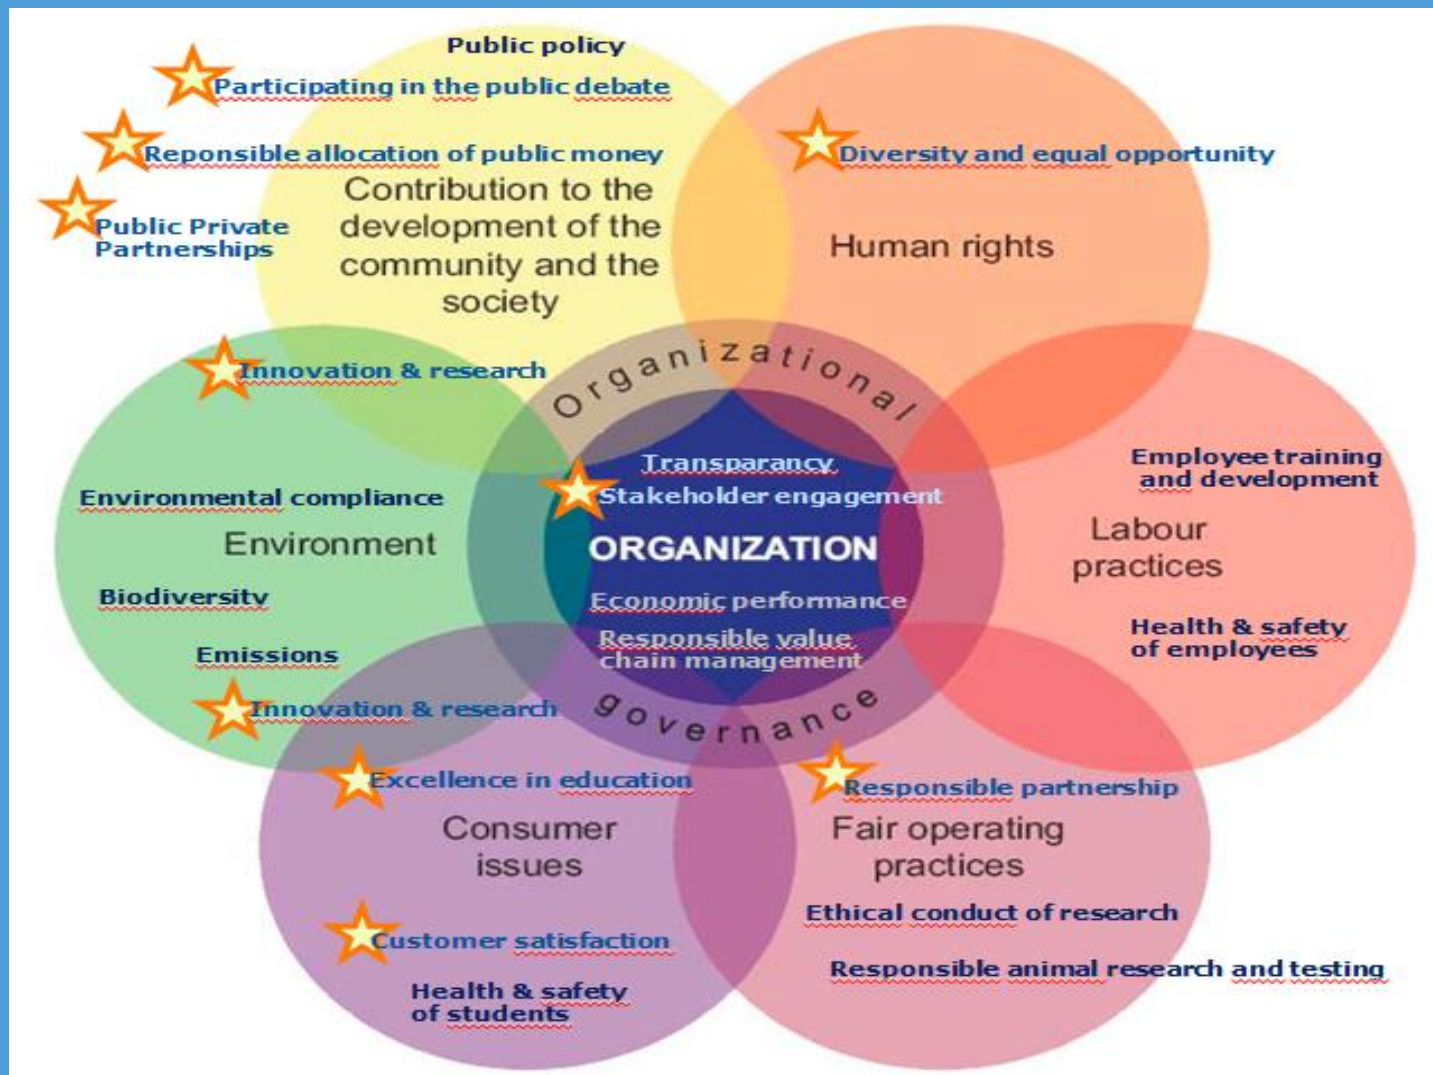 Public policy
Participating in the public debate
Reponsible allocation of public money
Public Private
Partnerships
Contribution to the
development of the
community and the
society
Diversity and equal opportunity
Human rights
Innovation & research
Organizational
Transparancy
Stakeholder engagement
ORGANIZATION
Economic performance
Responsible value
chain management
governance
Environmental compliance
Environment
Biodiversity
Emissions
Innovation & research
Employee training
and development
Labour
practices
Health & safety
of employees
Excellence in education
Consumer
issues
Customer satisfaction
Health & safety
of students
Responsible partnership
Fair operating
practices
Ethical conduct of research
Responsible animal research and testing